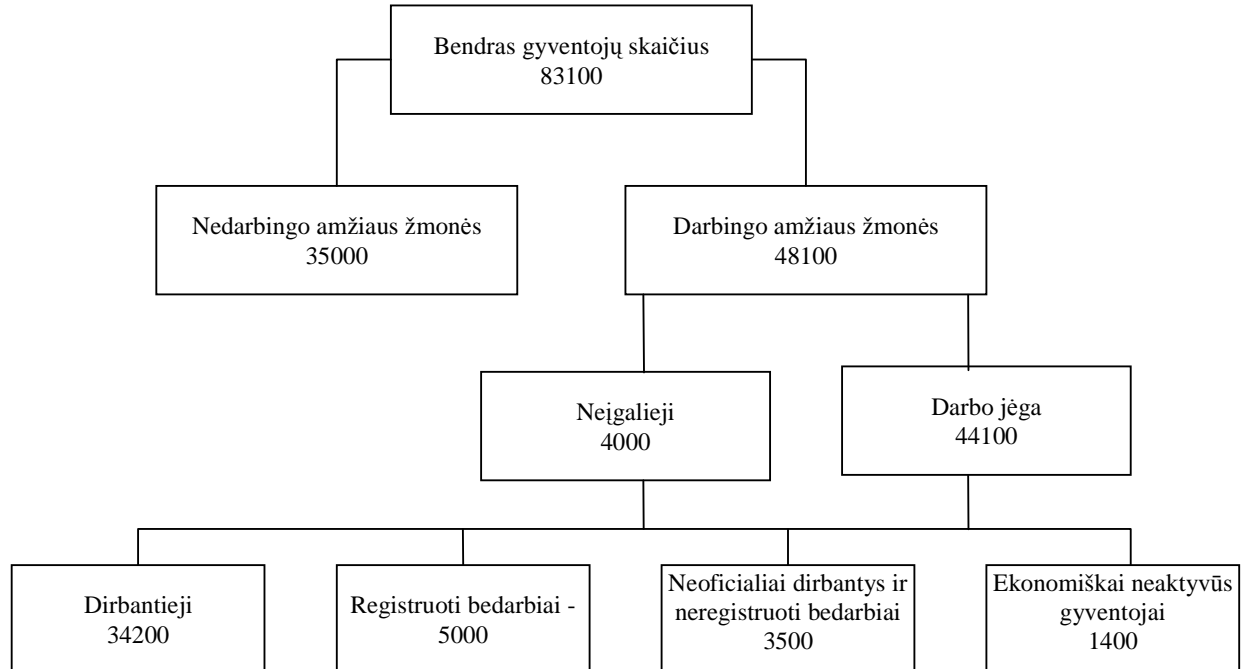 Bendras gyventojų skaičius
83100
Nedarbingo amžiaus žmonės
35000
Darbingo amžiaus žmonės
48100
Neįgalieji
4000
Darbo jėga
44100
Dirbantieji
34200
Registruoti bedarbiai -
5000
Neoficialiai dirbantys ir
neregistruoti bedarbiai
3500
Ekonomiškai neaktyvūs
gyventojai
1400